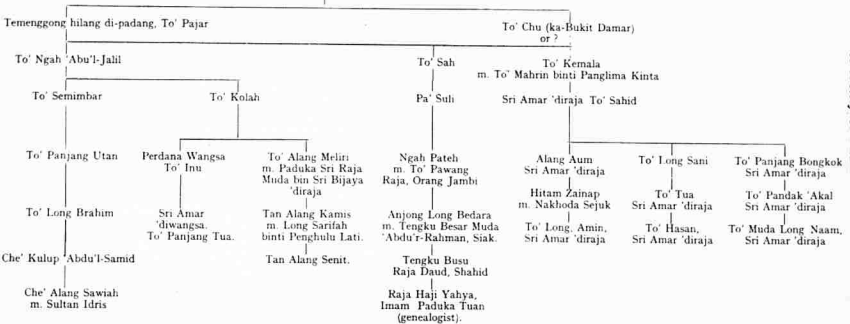 Temenggong hilang di-padang, To' Pajar
To' Chu (ka-Bukit Damar)
or ?
To' Ngah 'Abu'l-Jalil
To' Sah
To' Kemala
m. To' Mahrin binti Panglima Kinta
To' Semimbar
To' Kolah
Pa' Suli
Sri Amar 'diraja To' Sahid
To' Panjang Utan
Perdana Wangsa
To' Inu
To' Alang Meliri
m. Paduka Sri Raja
Muda bin Sri Bijaya
'diraja
Ngah Pateh
m. To' Pawang
Raja, Orang Jambi
Alang Aum
Sri Amar 'diraja
To' Long Sani
To' Panjang Bongkok
Sri Amar 'diraja
Hitam Zainap
m. Nakhoda Sejuk
To' Tua
Sri Amar 'diraja
To' Pandak 'Akal
Sri Amar 'diraja
To' Long Brahim
Sri Amar
'diwangsa.
To' Panjang Tua.
Tan Alang Kamis
m. Long Sarifah
binti Penghulu Lati.
Anjong Long Bedara
m. Tengku Besar Muda
'Abdu'r-Rahman, Siak.
To' Long, Amin,
Sri Amar 'diraja
To' Hasan,
Sri Amar 'diraja
To' Muda Long Naam,
Sri Amar 'diraja
Che' Kulup 'Abdu'l-Samid
Tan Alang Senit.
Tengku Busu
Raja Daud, Shahid
Che' Alang Sawiah
m. Sultan Idris
Raja Haji Yahya,
Imam Paduka Tuan
(genealogist).